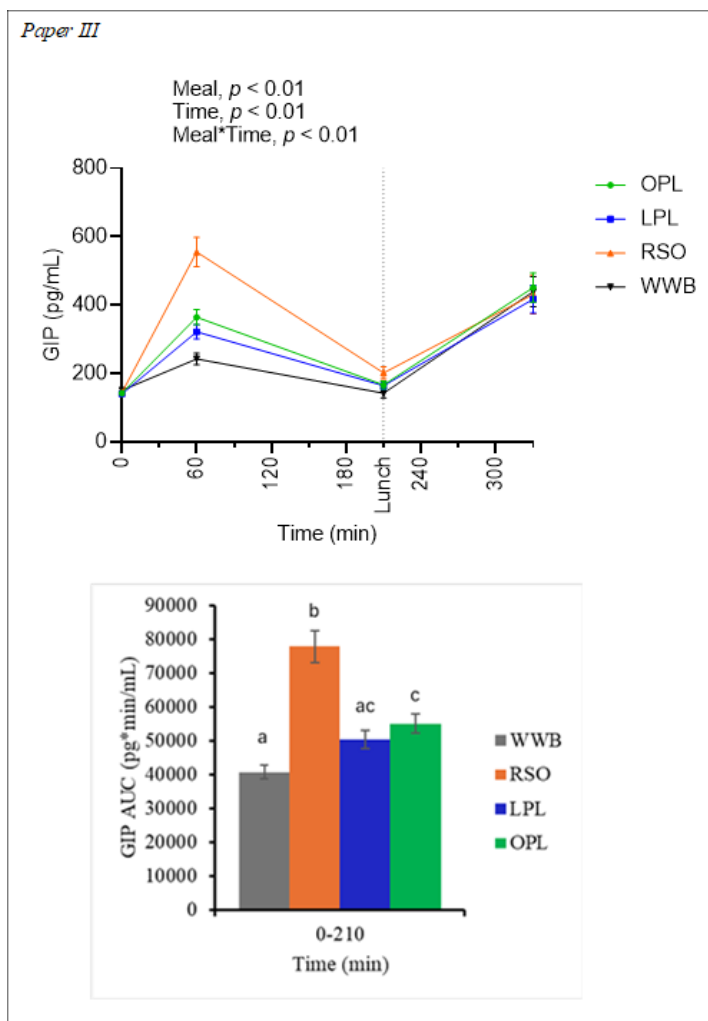 Paper III
Meal, p < 0.01
Time, p < 0.01
Meal*Time, p < 0.01
800
600
400
200
0
GIP (pg/mL)
0
60
120
180
Lunch
240
300
Time (min)
OPL
LPL
RSO
WWB
90000
80000
70000
60000
50000
40000
30000
20000
10000
0
GIP AUC (pg*min/mL)
a
b
ac
c
0-210
Time (min)
WWB
RSO
LPL
OPL